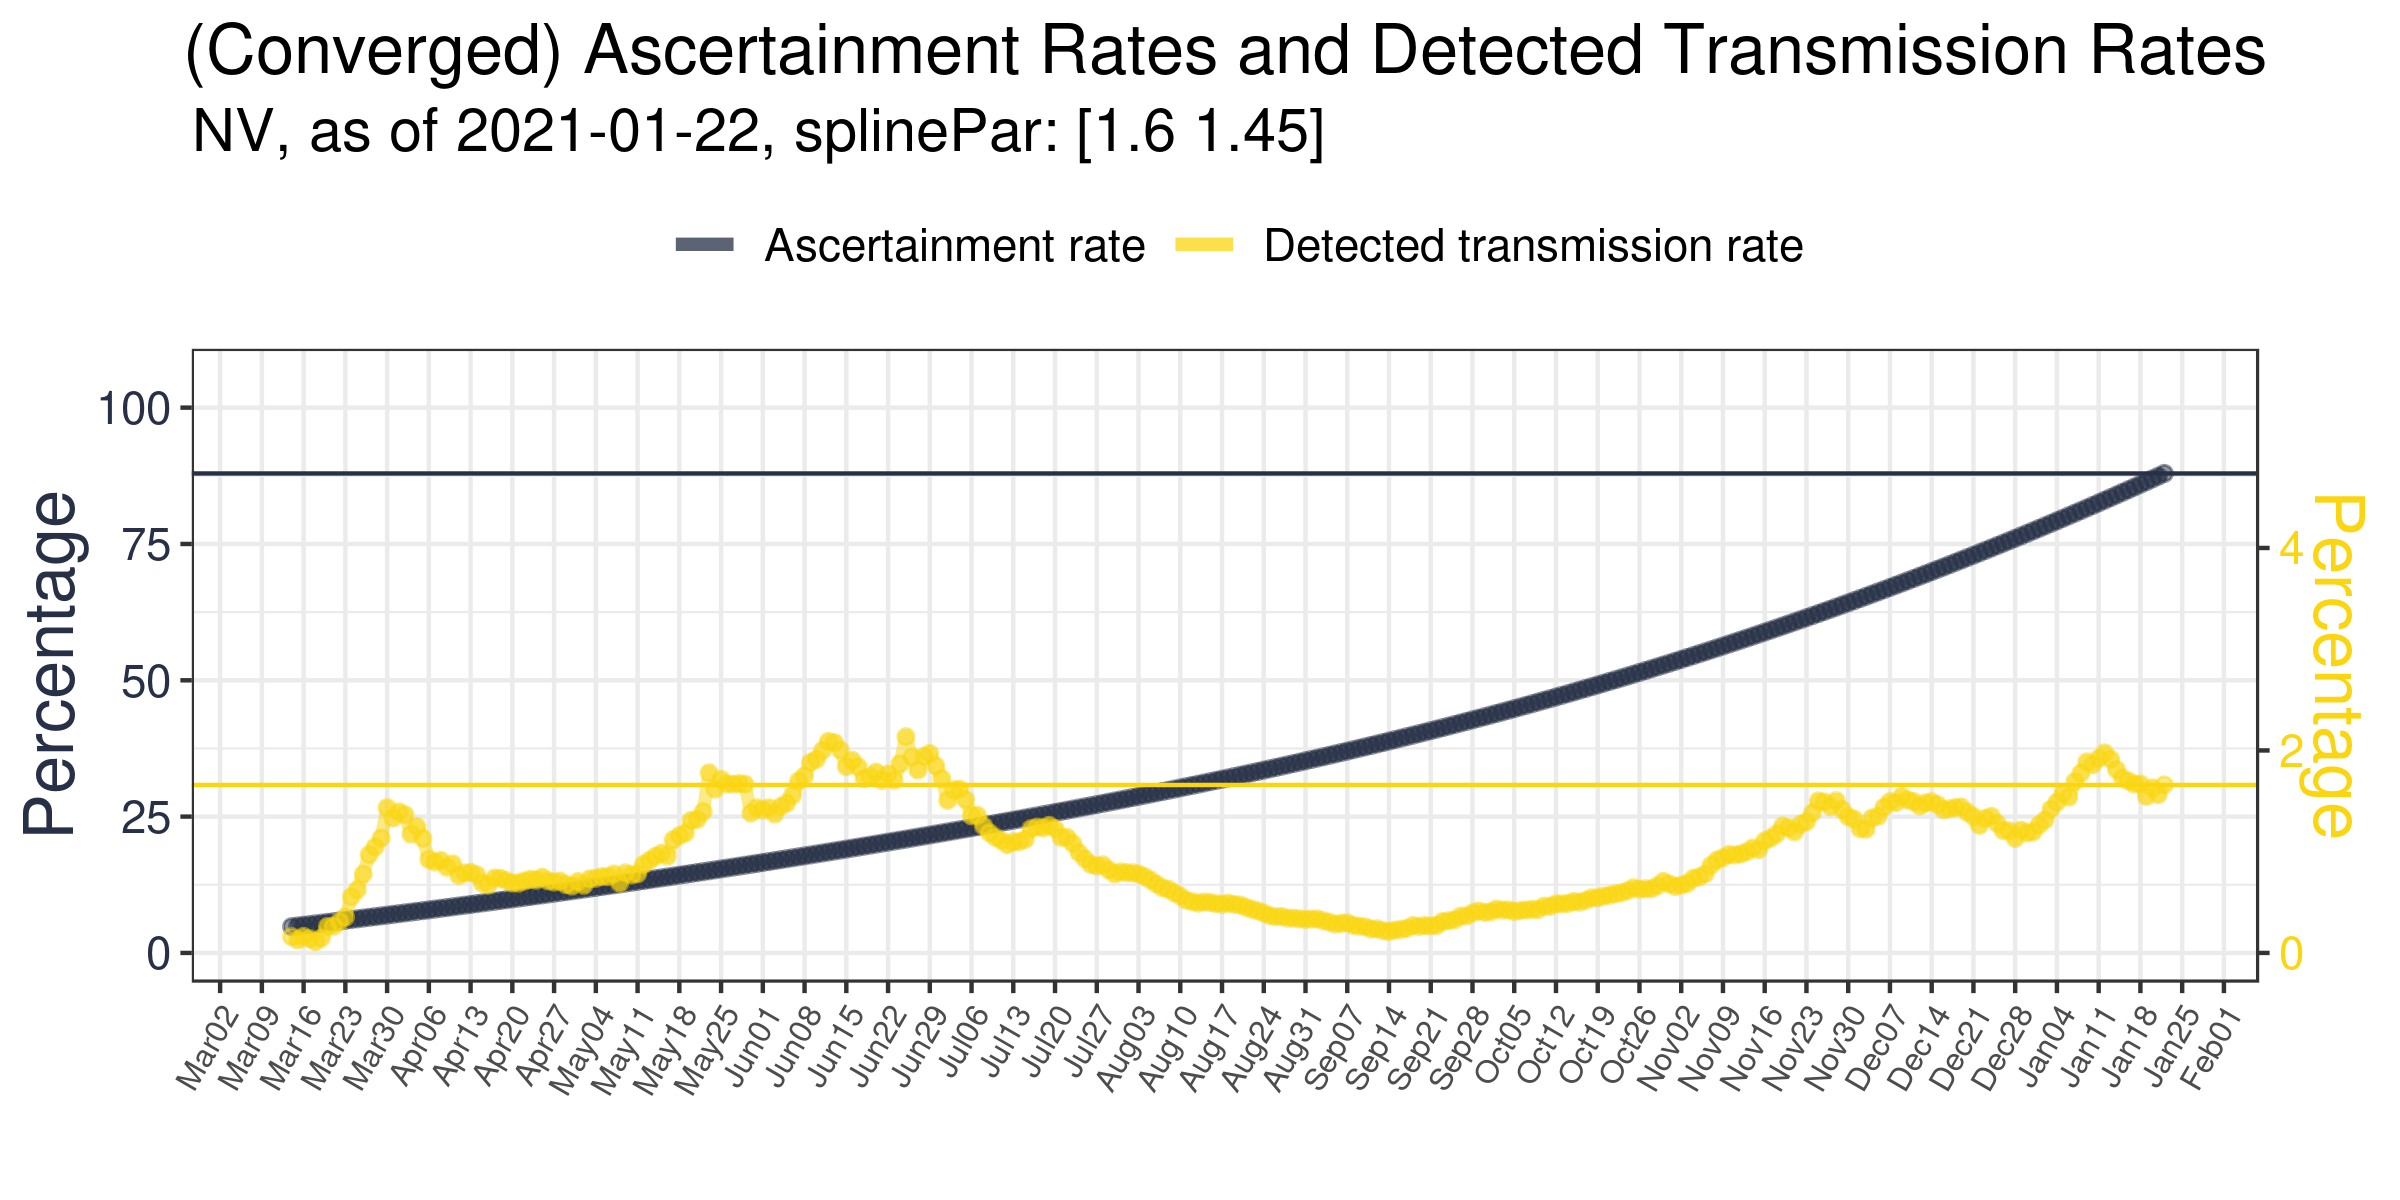 (Converged) Ascertainment Rates and Detected Transmission Rates
NV, as of 2021-01-22, splinePar: [1.6 1.45]
Ascertainment rate
Detected transmission rate
Percentage
100
75
50
25
0
Percentage
4
2
0
Mar02
Mar09
Mar16
Mar23
Mar30
Apr06
Apr13
Apr20
Apr27
May04
May11
May18
May25
Jun01
Jun08
Jun15
Jun22
Jun29
Jul06
Jul13
Jul20
Jul27
Aug03
Aug10
Aug17
Aug24
Aug31
Sep07
Sep14
Sep21
Sep28
Oct05
Oct12
Oct19
Oct26
Nov02
Nov09
Nov16
Nov23
Nov30
Dec07
Dec14
Dec21
Dec28
Jan04
Jan11
Jan18
Jan25
Feb01